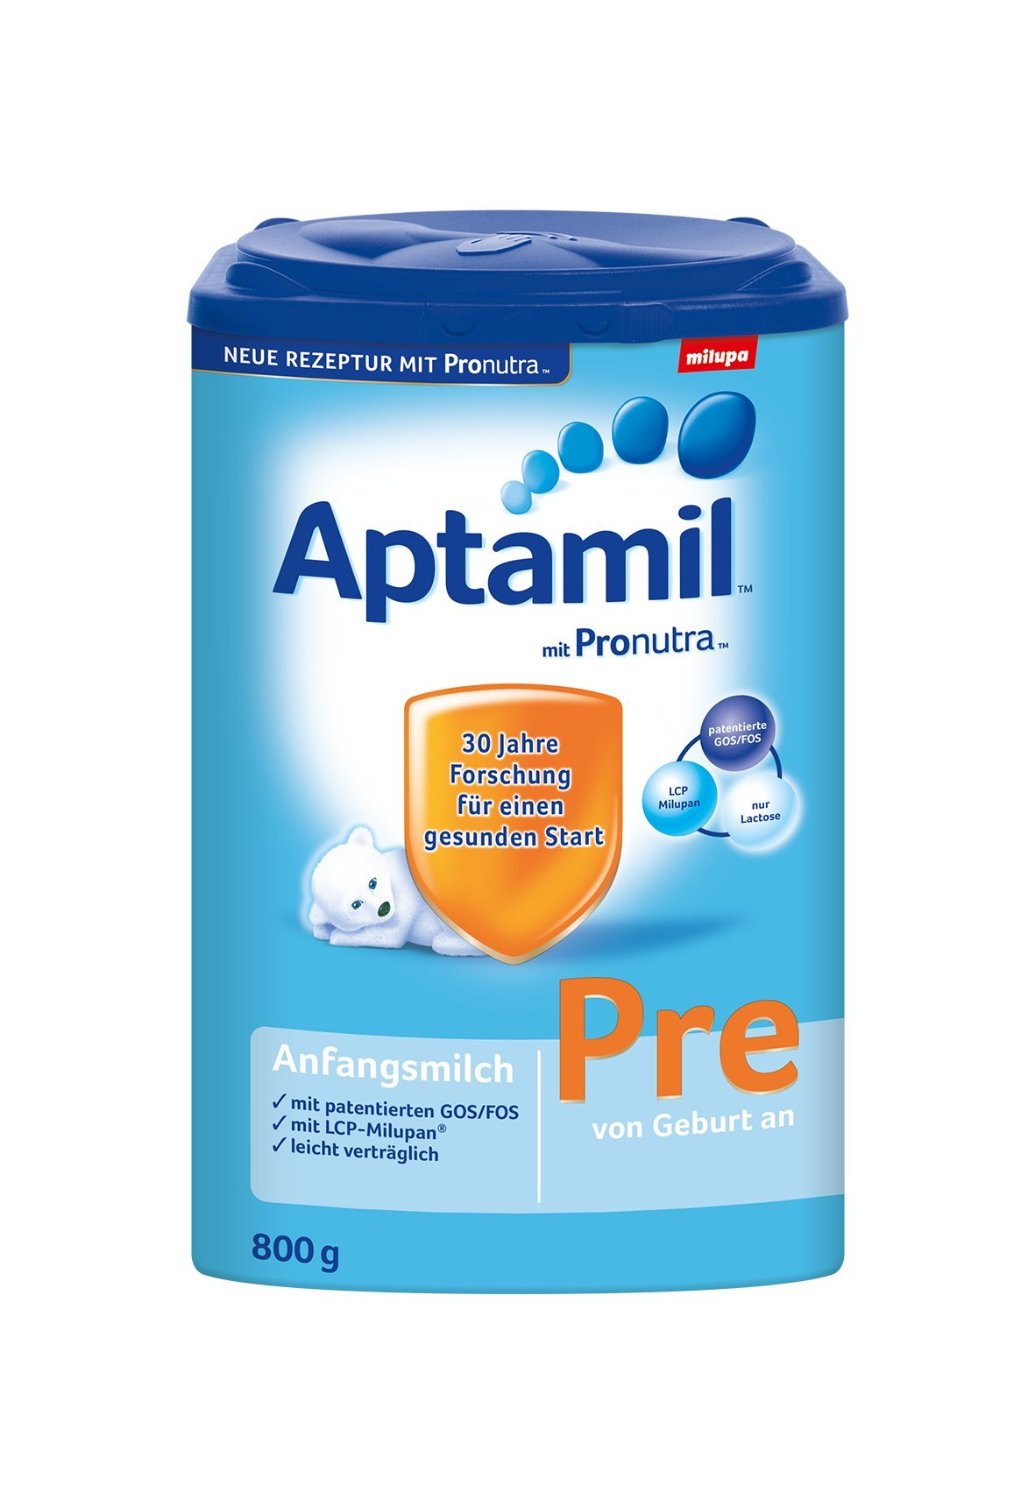 NEUE REZEPTUR MIT Pronutra™
milupa
Aptamil™
mit Pronutra™
30 Jahre
Forschung
für einen
gesunden Start
patentierte
GOS/FOS
LCP
Milupan
nur
Lactose
Pre
von Geburt an
Anfangsmilch
✓ mit patentierten GOS/FOS
✓ mit LCP-Milupan®
✓ leicht verträglich
800 g